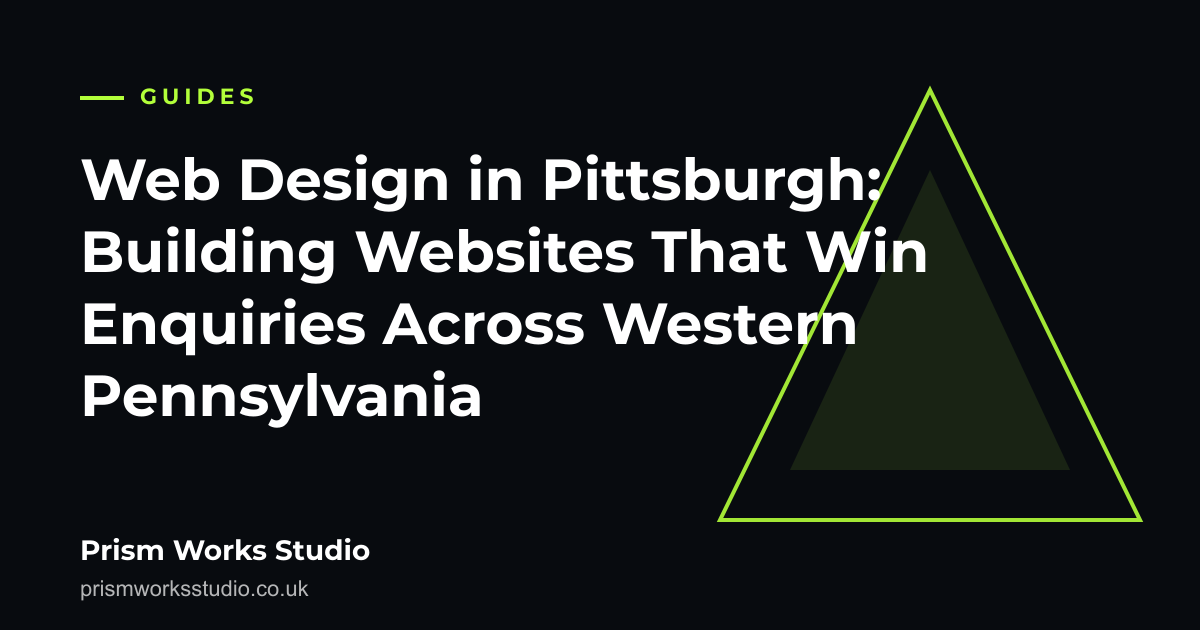 GUIDES
Web Design in Pittsburgh:
Building Websites That Win
Enquiries Across Western
Pennsylvania
Prism Works Studio
prismworksstudio.co.uk